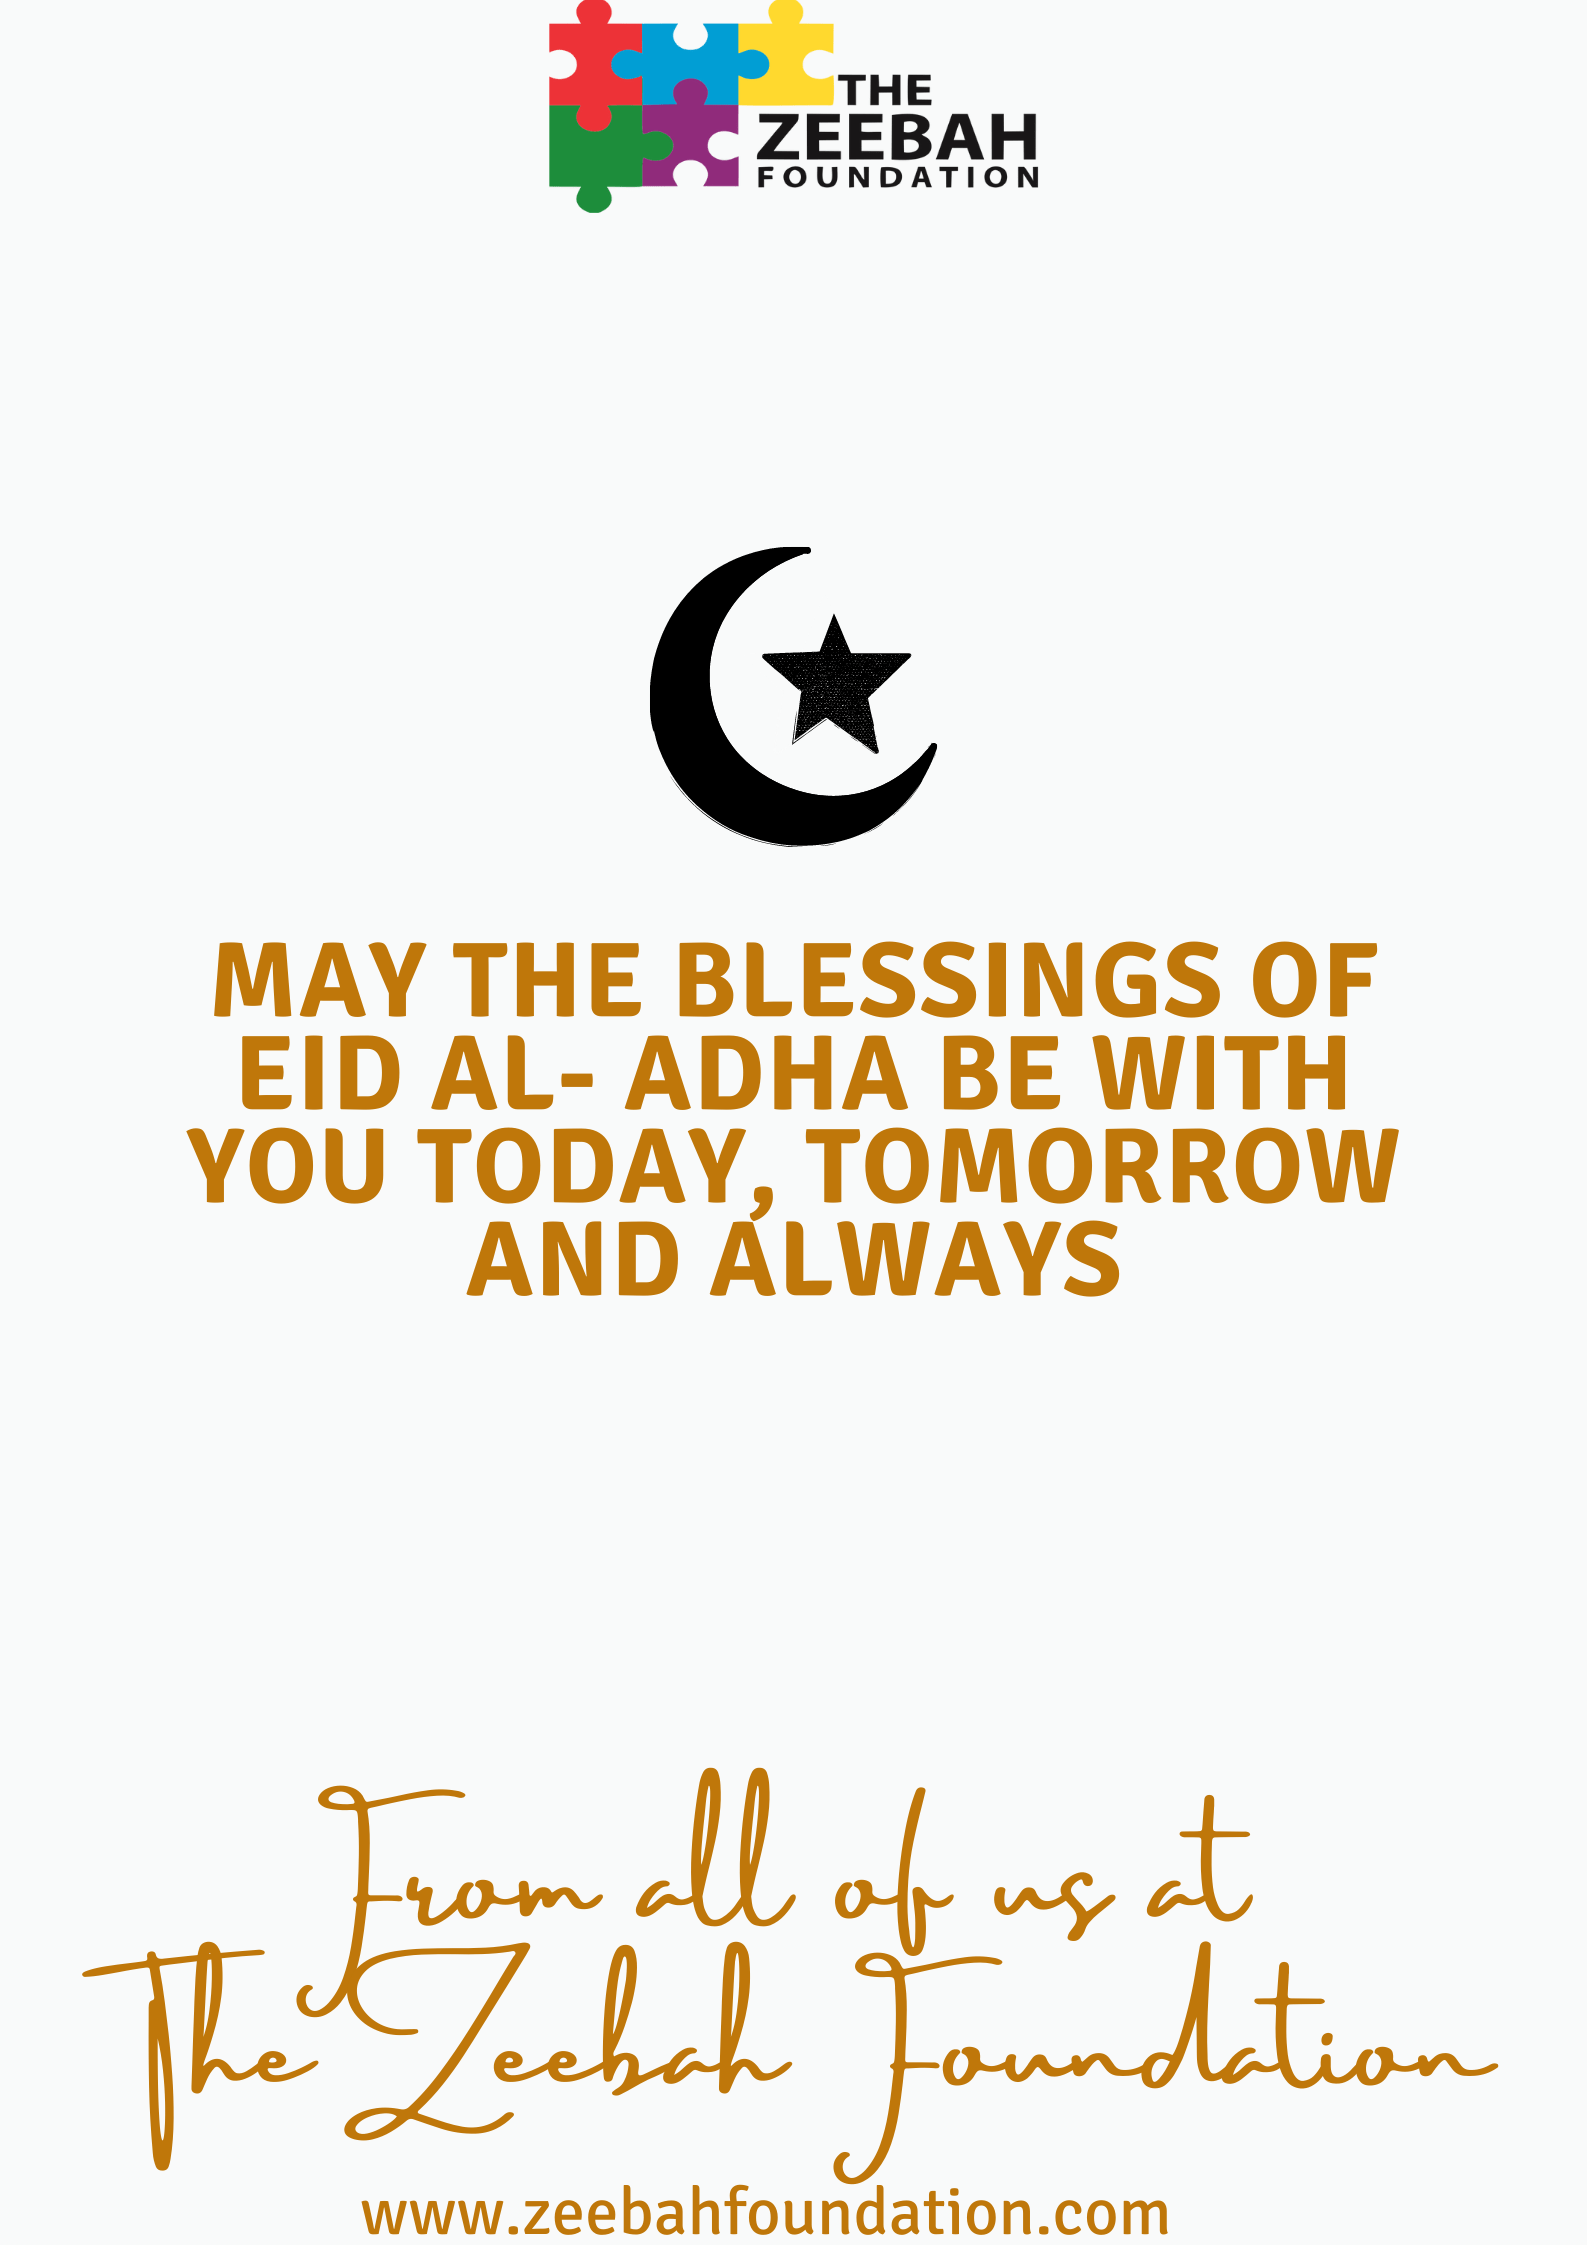 THE
ZEEBAH
FOUNDATION
MAY THE BLESSINGS OF
EID AL- ADHA BE WITH
YOU TODAY, TOMORROW
AND ALWAYS
From all of us at
The Zeebah Foundation
www.zeebahfoundation.com